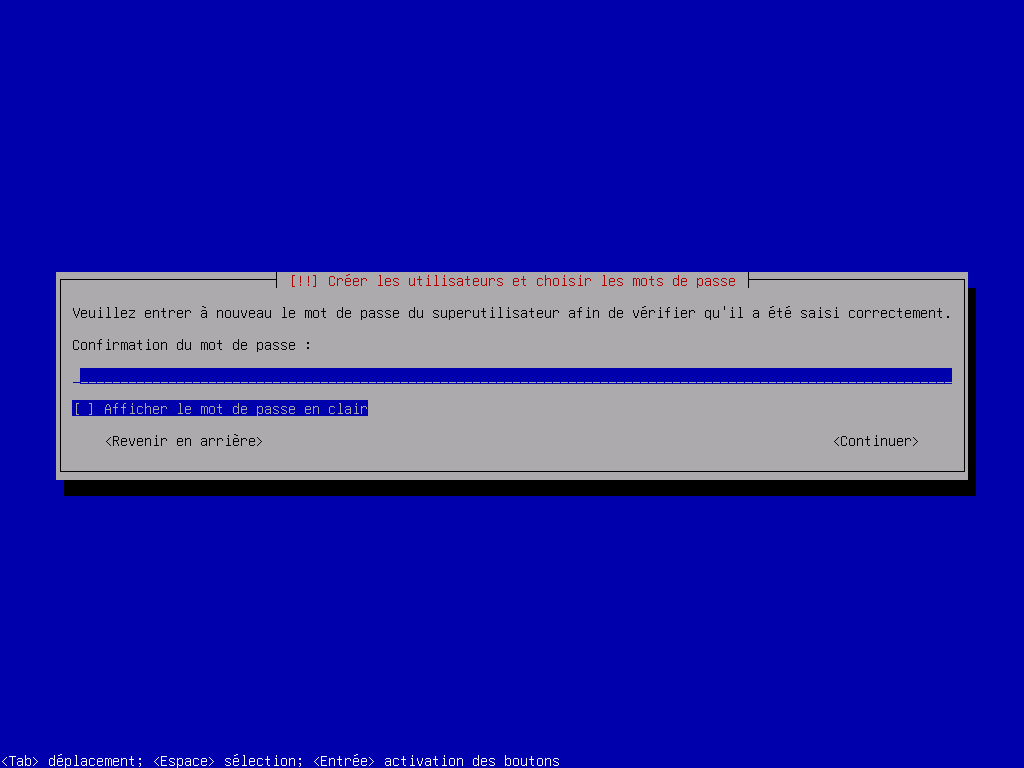 [!!] Créer les utilisateurs et choisir les mots de passe
Veuillez entrer à nouveau le mot de passe du superutilisateur afin de vérifier qu'il a été saisi correctement.
Confirmation du mot de passe :
[ ] Afficher le mot de passe en clair
<Revenir en arrière> <Continuer>
<Tab> déplacement; <Espace> sélection; <Entrée> activation des boutons